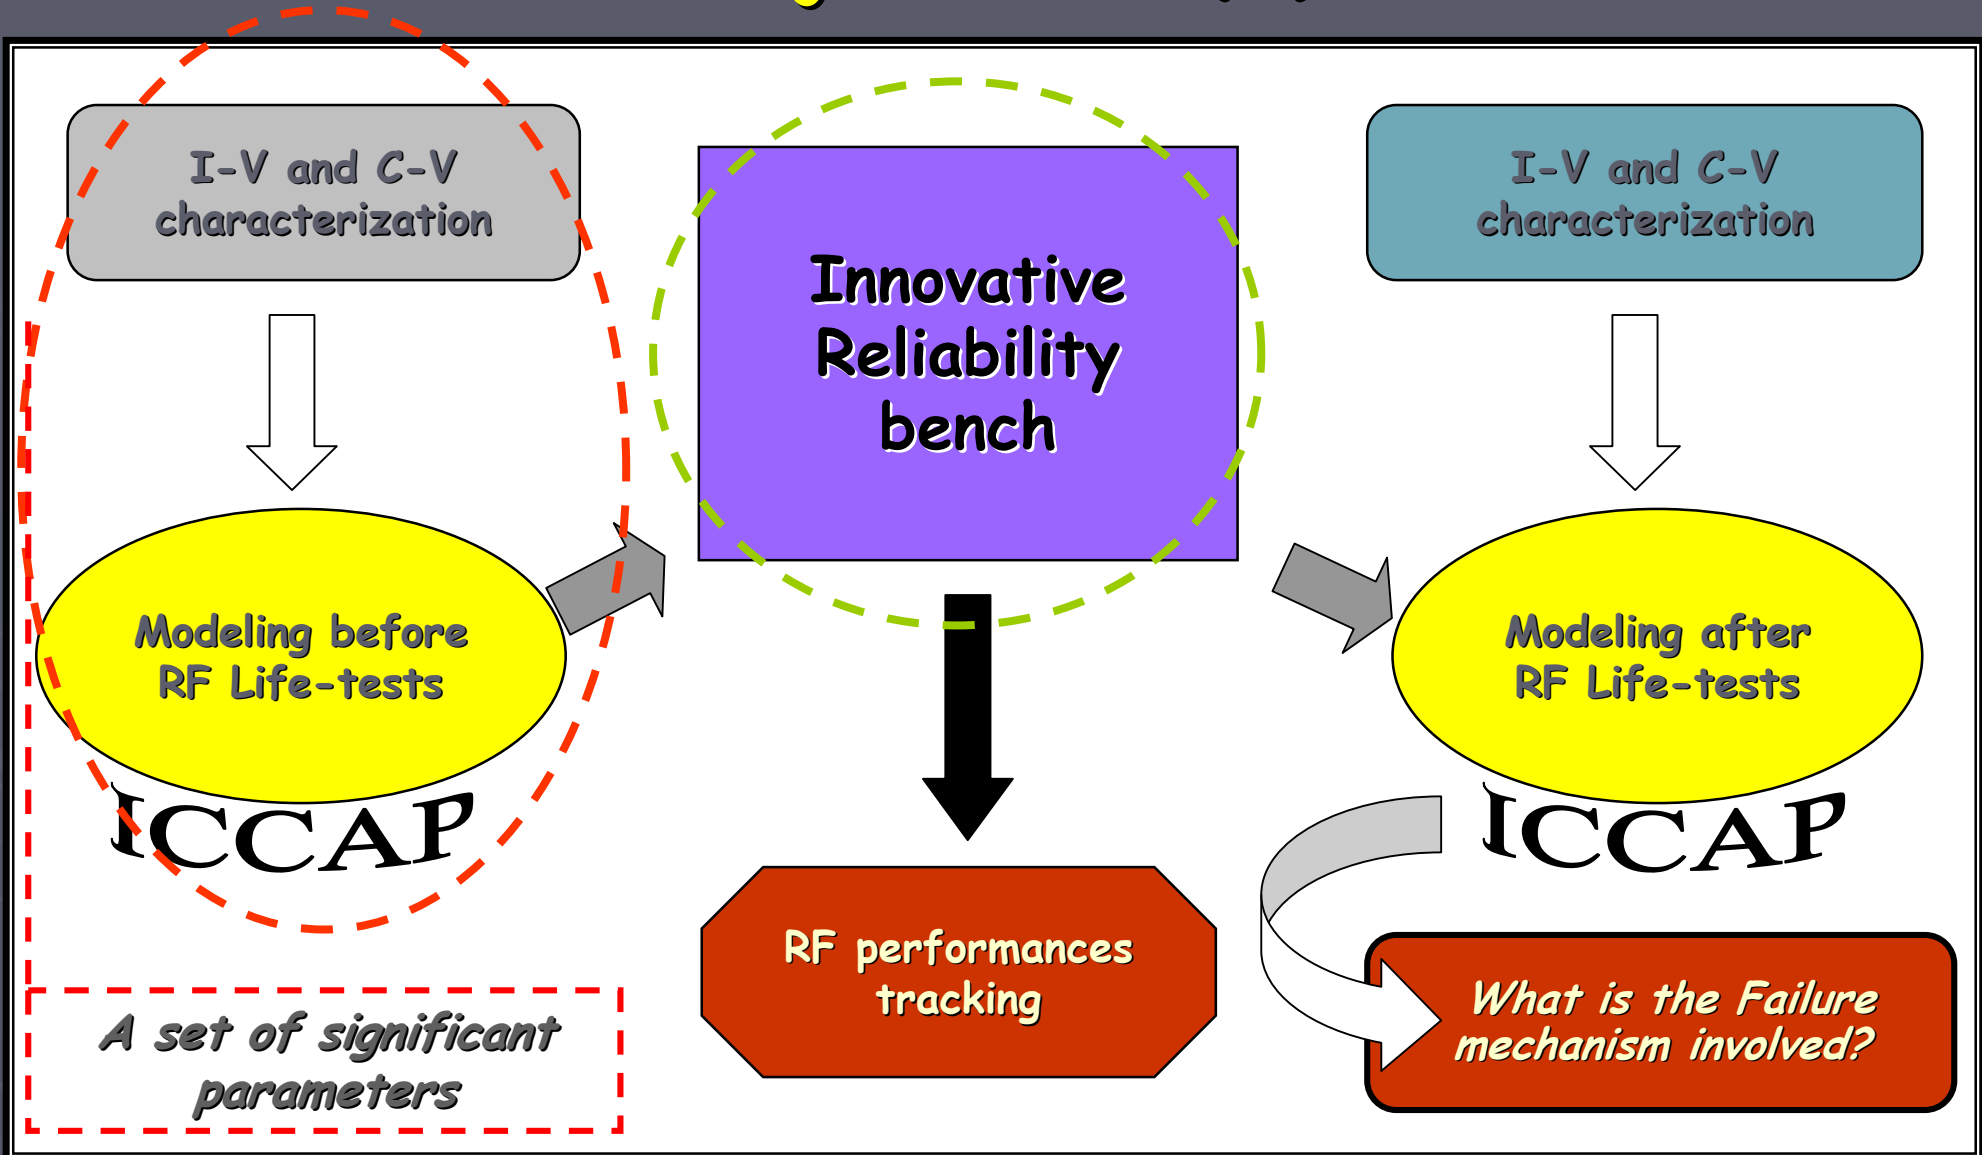 I-V and C-V
characterization
Modeling before
RF Life-tests
ICCAP
A set of significant
parameters
Innovative
Reliability
bench
RF performances
tracking
I-V and C-V
characterization
Modeling after
RF Life-tests
ICCAP
What is the Failure
mechanism involved?